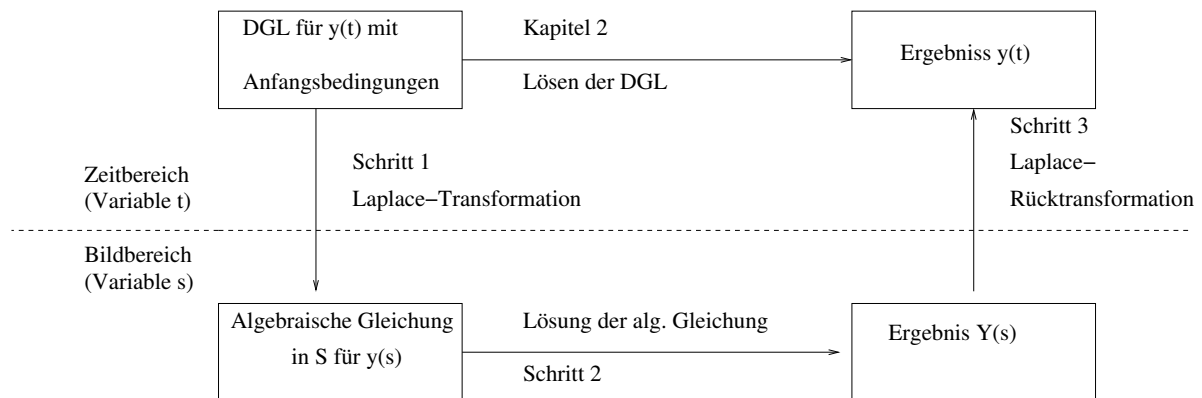 DGL für y(t) mit
Anfangsbedingungen
Kapitel 2
Lösen der DGL
Ergebniss y(t)
Schritt 1
Laplace−Transformation
Schritt 3
Laplace−
Rücktransformation
Zeitbereich
(Variable t)
Bildbereich
(Variable s)
Algebraische Gleichung
in S für y(s)
Lösung der alg. Gleichung
Schritt 2
Ergebnis Y(s)